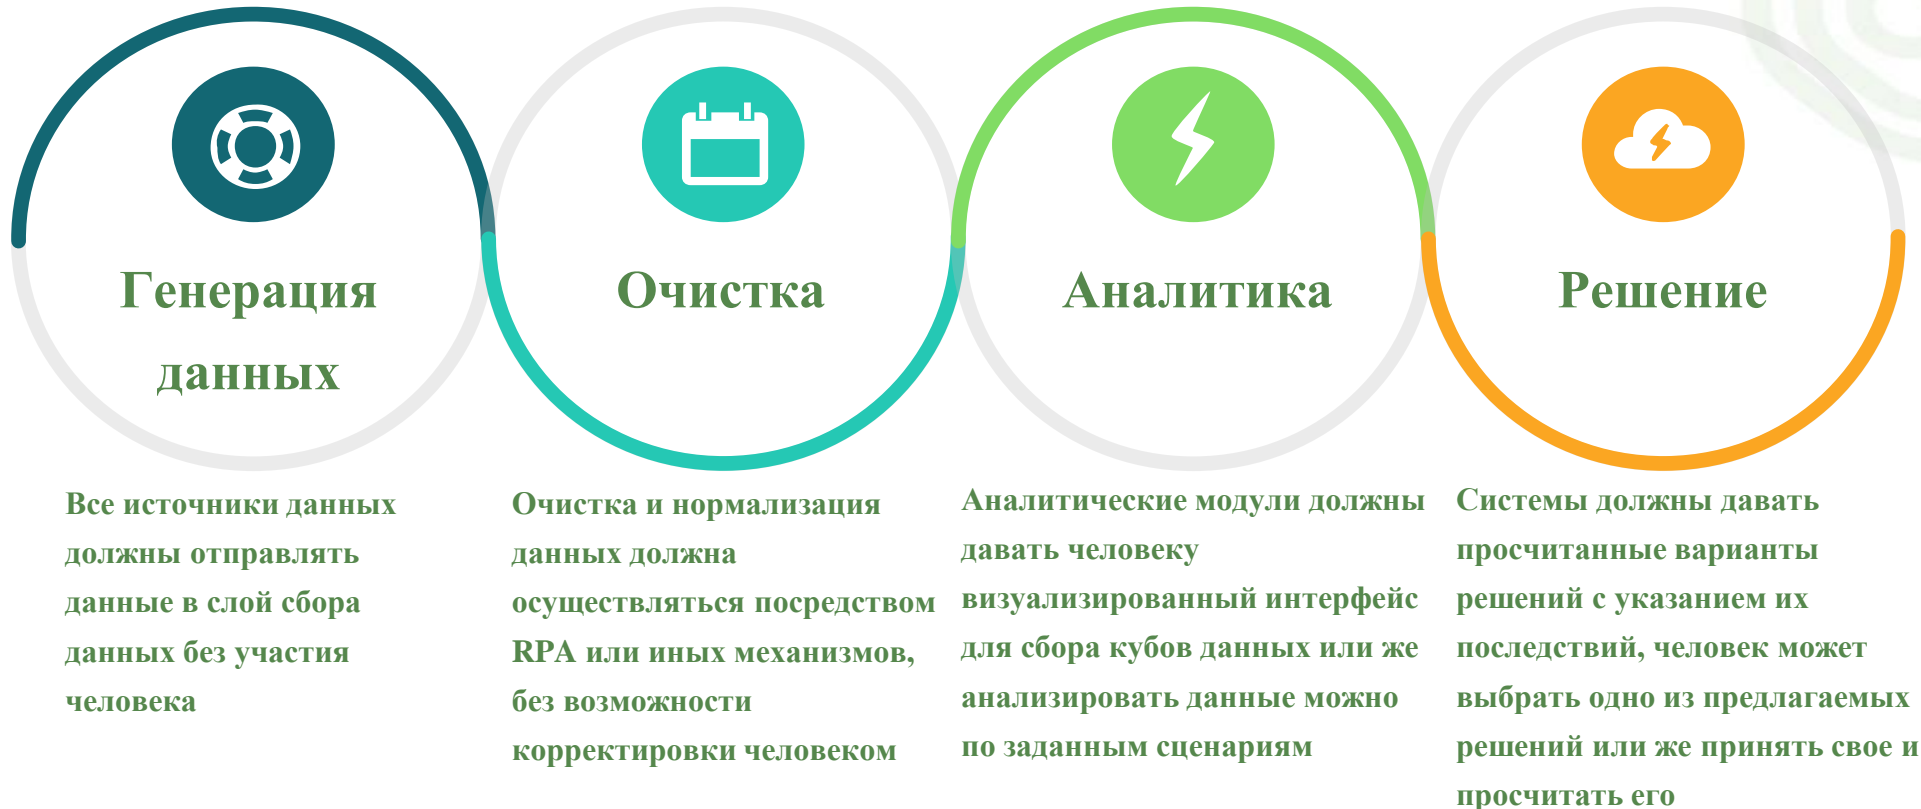 Генерация
данных
Очистка
Аналитика
Решение
Все источники данных
должны отправлять
данные в слой сбора
данных без участия
человека
Очистка и нормализация
данных должна
осуществляться посредством
RPA или иных механизмов,
без возможности
корректировки человеком
Аналитические модули должны
давать человеку
визуализированный интерфейс
для сбора кубов данных или же
анализировать данные можно
по заданным сценариям
Системы должны давать
просчитанные варианты
решений с указанием их
последствий, человек может
выбрать одно из предлагаемых
решений или же принять свое и
просчитать его